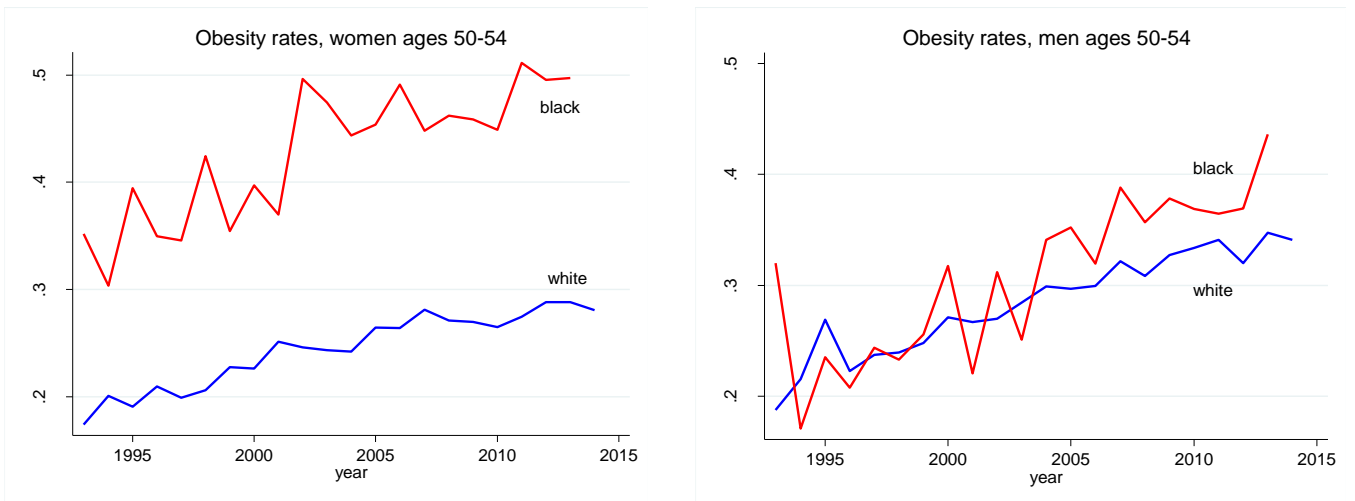 Obesity rates, women ages 50-54
.5
black
.4
white
.3
.2
1995 2000 2005 2010 2015
year
Obesity rates, men ages 50-54
.5
black
.4
.3
white
.2
1995 2000 2005 2010 2015
year